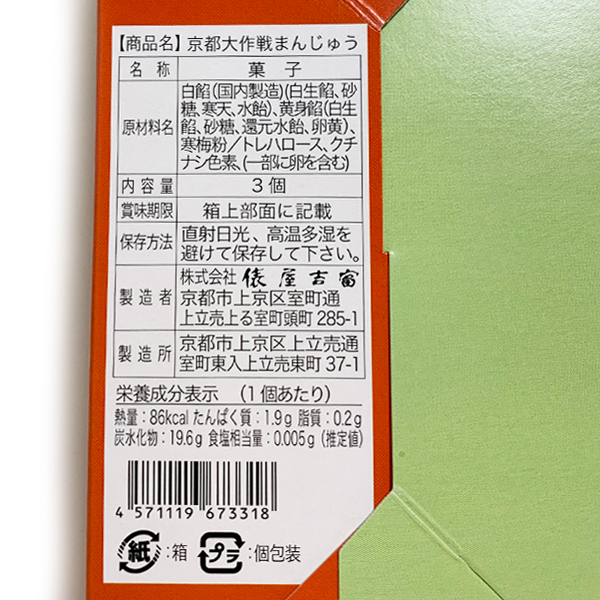 【商品名】京都大作戦まんじゅう
名称 菓子
原材料名 白餡(国内製造)(白生餡、砂
糖、寒天、水飴)、黄身餡(白生
餡、砂糖、還元水飴、卵黄)、
寒梅粉／トレハロース、クチ
ナシ色素、(一部に卵を含む)
内容量 3個
賞味期限 箱上部面に記載
保存方法 直射日光、高温多湿を
避けて保存して下さい。
製造者 株式会社 俵屋吉富
京都市上京区室町通
上立売上る室町頭町285-1
製造所 京都市上京区上立売通
室町東入上立売東町37-1
栄養成分表示 (1個あたり)
熱量：86kcal たんぱく質：1.9g 脂質：0.2g
炭水化物：19.6g 食塩相当量：0.005g (推定値)
4 571119 673318
紙：箱 プラ：個包装